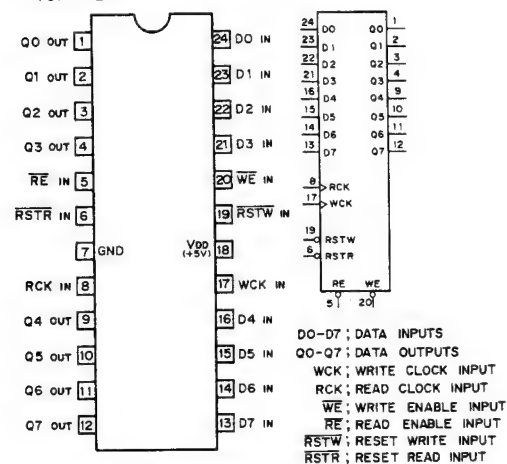 Q0 OUT 1 24 D0 IN
Q1 OUT 2 23 D1 IN
Q2 OUT 3 22 D2 IN
Q3 OUT 4 21 D3 IN
RE IN 5 20 WE IN
RSTR IN 6 19 RSTW IN
7 GND VDD (+5V) 18
RCK IN 8 17 WCK IN
Q4 OUT 9 16 D4 IN
Q5 OUT 10 15 D5 IN
Q6 OUT 11 14 D6 IN
Q7 OUT 12 13 D7 IN
24 D0 Q0 1
23 D1 Q1 2
22 D2 Q2 3
21 D3 Q3 4
16 D4 Q4 9
15 D5 Q5 10
14 D6 Q6 11
13 D7 Q7 12
8 RCK
17 WCK
19 RSTW
6 RSTR
RE WE
5 20
D0-D7; DATA INPUTS
Q0-Q7; DATA OUTPUTS
WCK; WRITE CLOCK INPUT
RCK; READ CLOCK INPUT
WE; WRITE ENABLE INPUT
RE; READ ENABLE INPUT
RSTW; RESET WRITE INPUT
RSTR; RESET READ INPUT